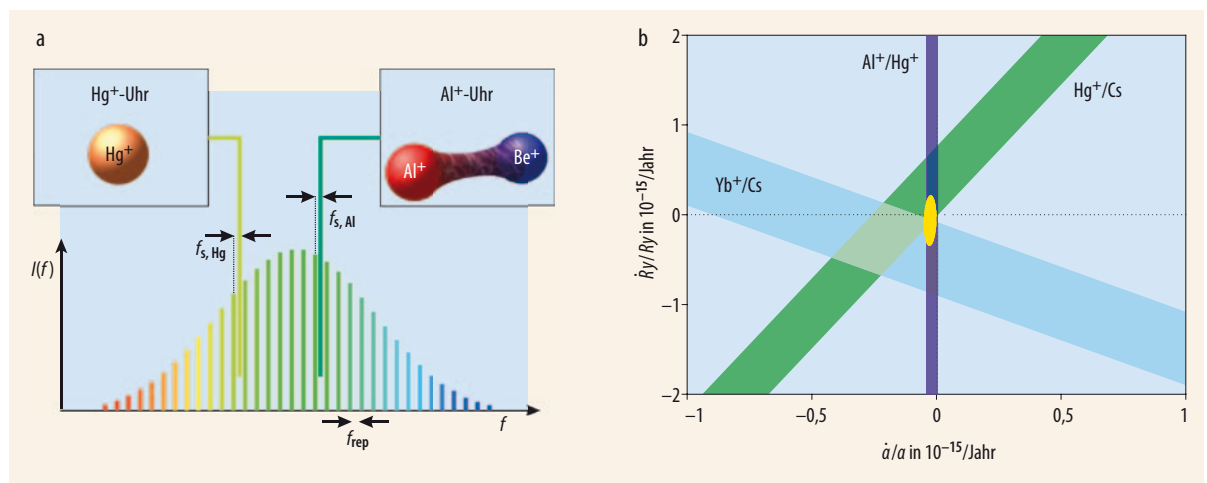 a
Hg⁺-Uhr
Hg⁺
Al⁺-Uhr
Al⁺
Be⁺
f_s, Al
f_s, Hg
I(f)
f
f_rep
b
2
1
0
−1
−2
Al⁺/Hg⁺
Hg⁺/Cs
Yb⁺/Cs
Ṙy/Ry in 10⁻¹⁵/Jahr
−1
−0,5
0
0,5
1
α̇/α in 10⁻¹⁵/Jahr